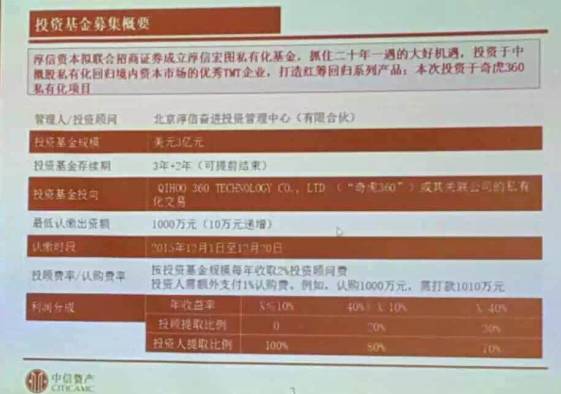 投资基金募集概要
淳信资本拟联合招商证券成立淳信宏图私有化基金，抓住二十年一遇的大好机遇，投资于中
概股私有化回归境内资本市场的优秀TMT企业，打造红筹回归系列产品；本次投资于奇虎360
私有化项目
管理人/投资顾问 北京淳信奋进投资管理中心（有限合伙）
投资基金规模 美元3亿元
投资基金存续期 3年+2年（可提前结束）
投资基金投向 QIHOO 360 TECHNOLOGY CO., LTD （“奇虎360”）或其关联公司的私有
化交易
最低认缴出资额 1000万元（10万元递增）
认缴时段 2015年12月1日至12月20日
投顾费率/认购费率 按投资基金规模每年收取2%投资顾问费
投资人需额外支付1%认购费，例如，认购1000万元，需打款1010万元
利润分成 年收益率 X≤10% 40%≥X>10% X>40%
投顾提取比例 0 20% 30%
投资人提取比例 100% 80% 70%
中信资产
CITICAMC